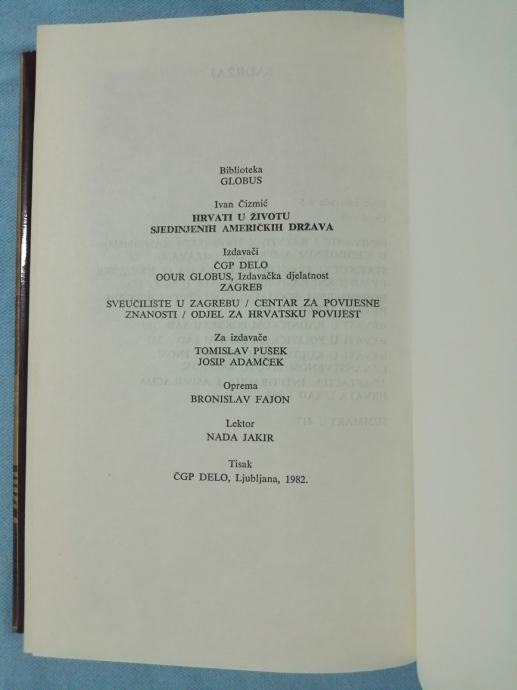 Biblioteka
GLOBUS
Ivan Čizmić
HRVATI U ŽIVOTU
SJEDINJENIH AMERIČKIH DRŽAVA
Izdavači
ČGP DELO
OOUR GLOBUS, Izdavačka djelatnost
ZAGREB
SVEUČILISTE U ZAGREBU / CENTAR ZA POVIJESNE
ZNANOSTI / ODJEL ZA HRVATSKU POVIJEST
Za izdavače
TOMISLAV PUŠEK
JOSIP ADAMČEK
Oprema
BRONISLAV FAJON
Lektor
NADA JAKIR
Tisak
ČGP DELO, Ljubljana, 1982.